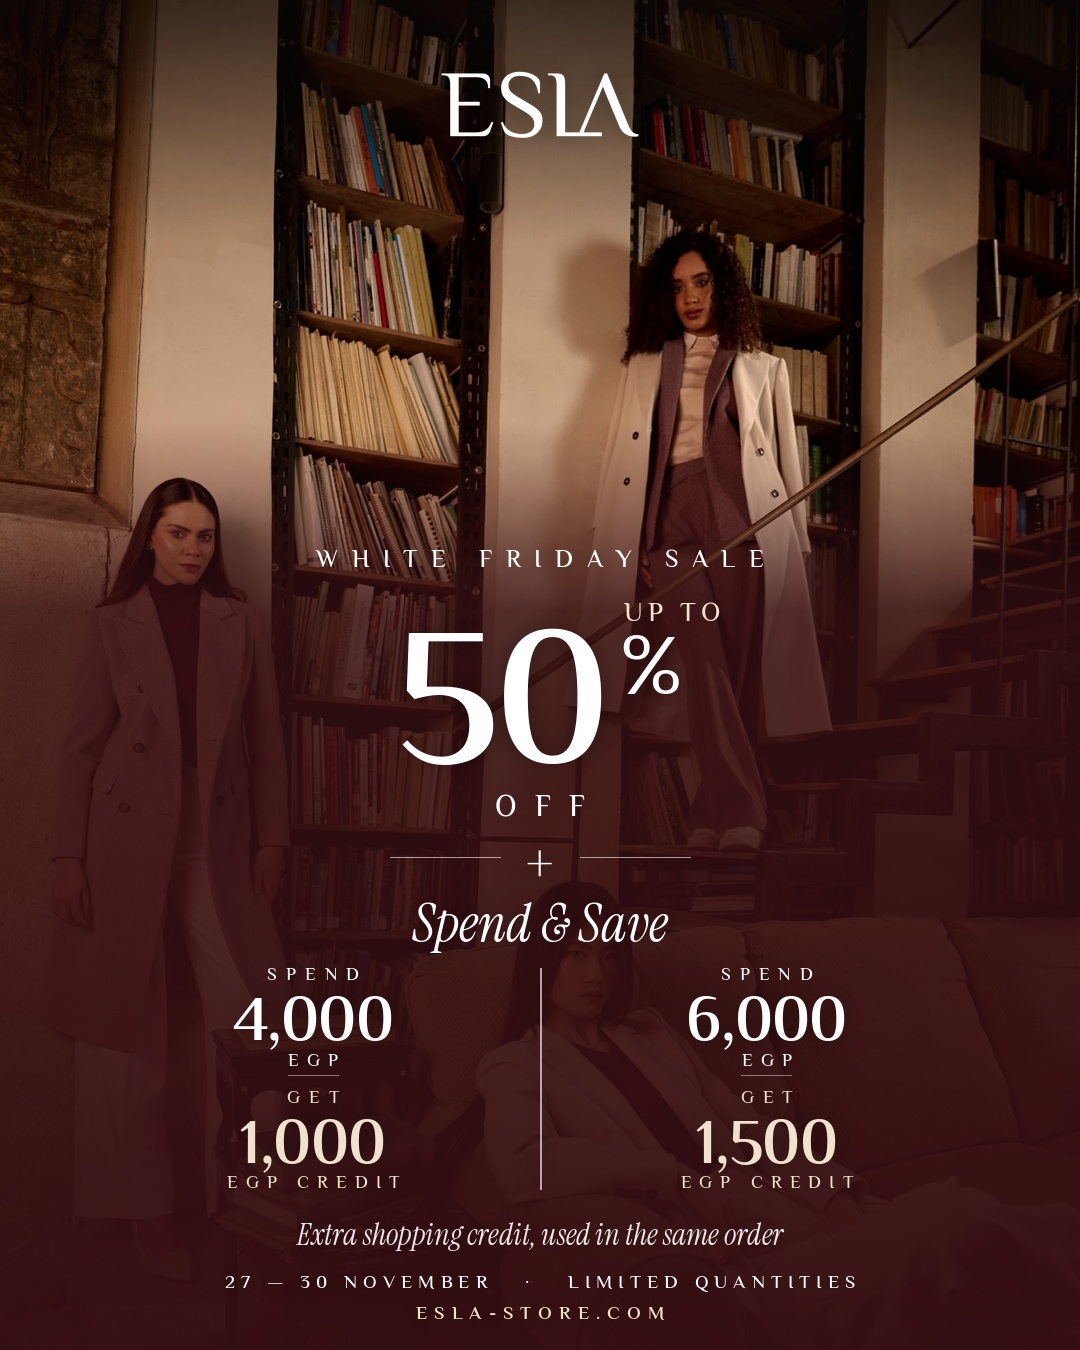 ESLA
WHITE FRIDAY SALE
UP TO
50%
OFF
+
Spend & Save
SPEND
4,000
EGP
GET
1,000
EGP CREDIT
SPEND
6,000
EGP
GET
1,500
EGP CREDIT
Extra shopping credit, used in the same order
27 – 30 NOVEMBER · LIMITED QUANTITIES
ESLA-STORE.COM